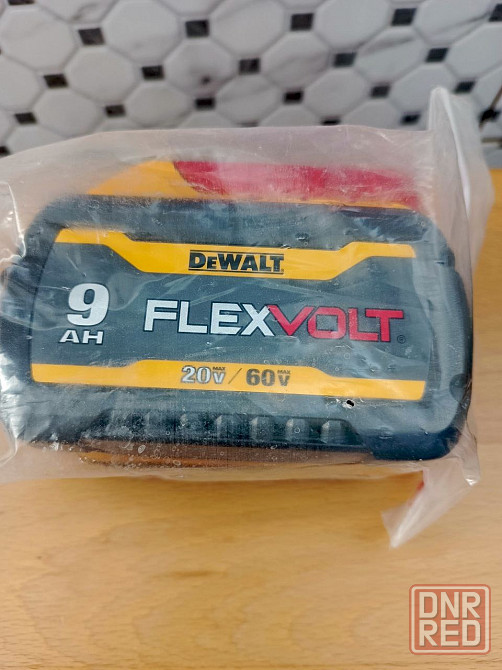 DEWALT
9
AH
FLEXVOLT®
20V MAX / 60V MAX
DNR
RED